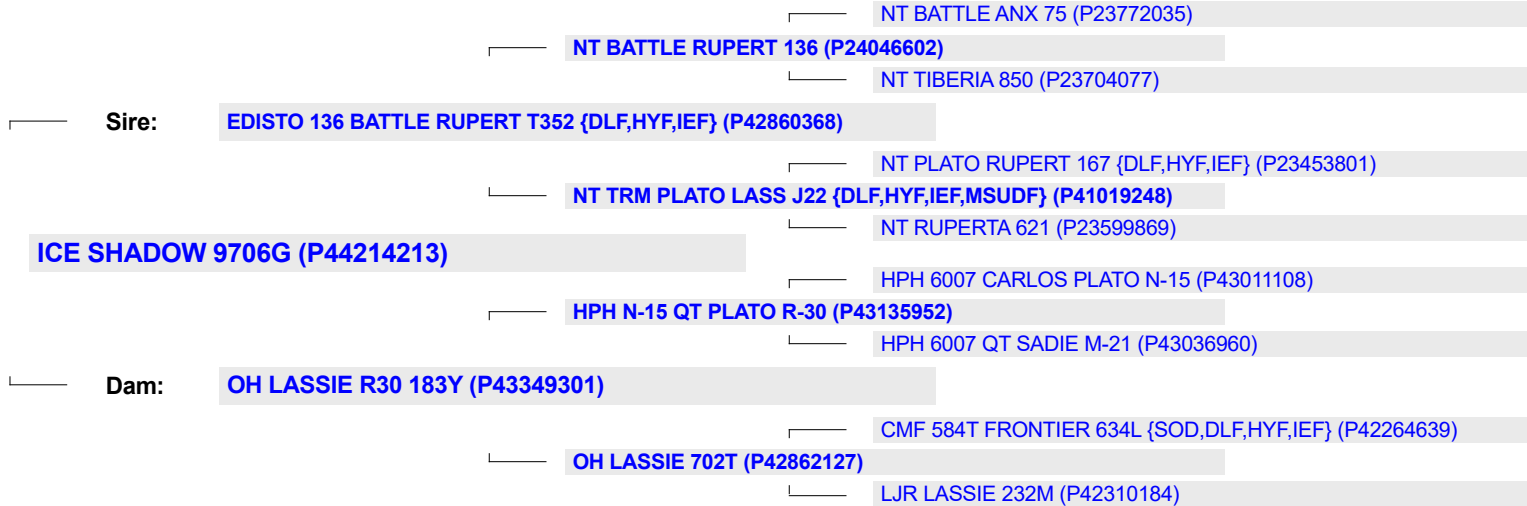 NT BATTLE ANX 75 (P23772035)
NT BATTLE RUPERT 136 (P24046602)
NT TIBERIA 850 (P23704077)
Sire: EDISTO 136 BATTLE RUPERT T352 {DLF,HYF,IEF} (P42860368)
NT PLATO RUPERT 167 {DLF,HYF,IEF} (P23453801)
NT TRM PLATO LASS J22 {DLF,HYF,IEF,MSUDF} (P41019248)
NT RUPERTA 621 (P23599869)
ICE SHADOW 9706G (P44214213)
HPH 6007 CARLOS PLATO N-15 (P43011108)
HPH N-15 QT PLATO R-30 (P43135952)
HPH 6007 QT SADIE M-21 (P43036960)
Dam: OH LASSIE R30 183Y (P43349301)
CMF 584T FRONTIER 634L {SOD,DLF,HYF,IEF} (P42264639)
OH LASSIE 702T (P42862127)
LJR LASSIE 232M (P42310184)